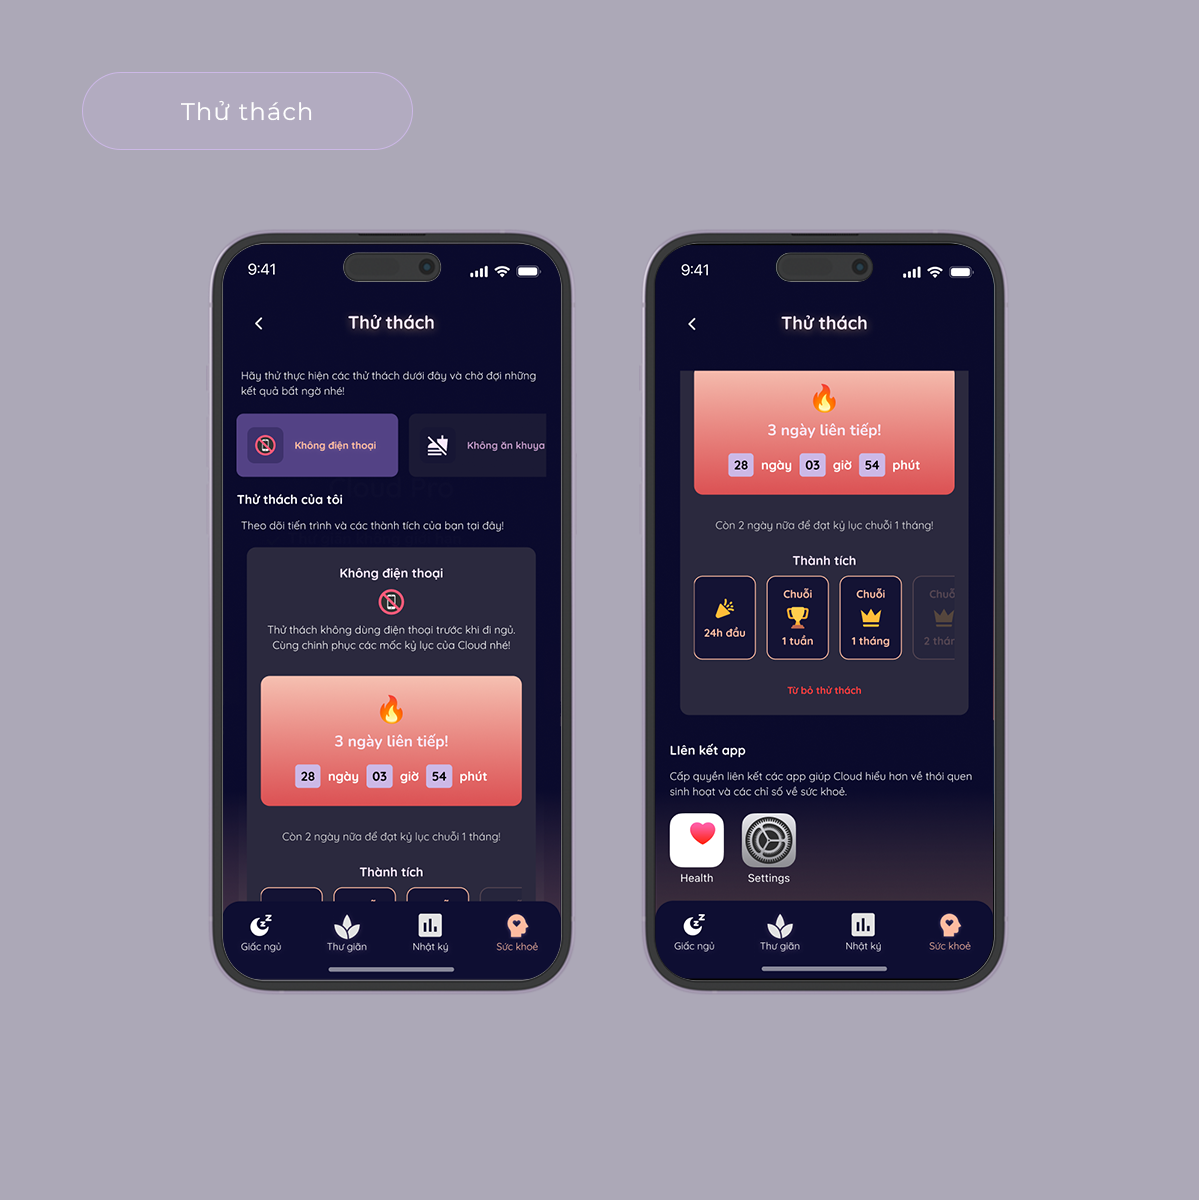 Thử thách
9:41
Thử thách
Hãy thử thực hiện các thử thách dưới đây và chờ đợi những
kết quả bất ngờ nhé!
Không điện thoại
Không ăn khuya
Thử thách của tôi
Theo dõi tiến trình và các thành tích của bạn tại đây!
Không điện thoại
Thử thách không dùng điện thoại trước khi đi ngủ.
Cùng chinh phục các mốc kỷ lục của Cloud nhé!
3 ngày liên tiếp!
28 ngày 03 giờ 54 phút
Còn 2 ngày nữa để đạt kỷ lục chuỗi 1 tháng!
Thành tích
Giấc ngủ
Thư giãn
Nhật ký
Sức khoẻ
9:41
Thử thách
3 ngày liên tiếp!
28 ngày 03 giờ 54 phút
Còn 2 ngày nữa để đạt kỷ lục chuỗi 1 tháng!
Thành tích
24h đầu
Chuỗi
1 tuần
Chuỗi
1 tháng
Từ bỏ thử thách
Liên kết app
Cấp quyền liên kết các app giúp Cloud hiểu hơn về thói quen
sinh hoạt và các chỉ số về sức khoẻ.
Health
Settings
Giấc ngủ
Thư giãn
Nhật ký
Sức khoẻ